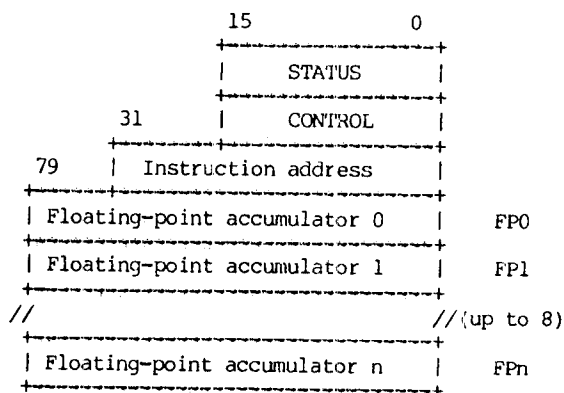 15 0
STATUS
31 CONTROL
79 Instruction address
Floating-point accumulator 0 FP0
Floating-point accumulator 1 FP1
// // (up to 8)
Floating-point accumulator n FPn